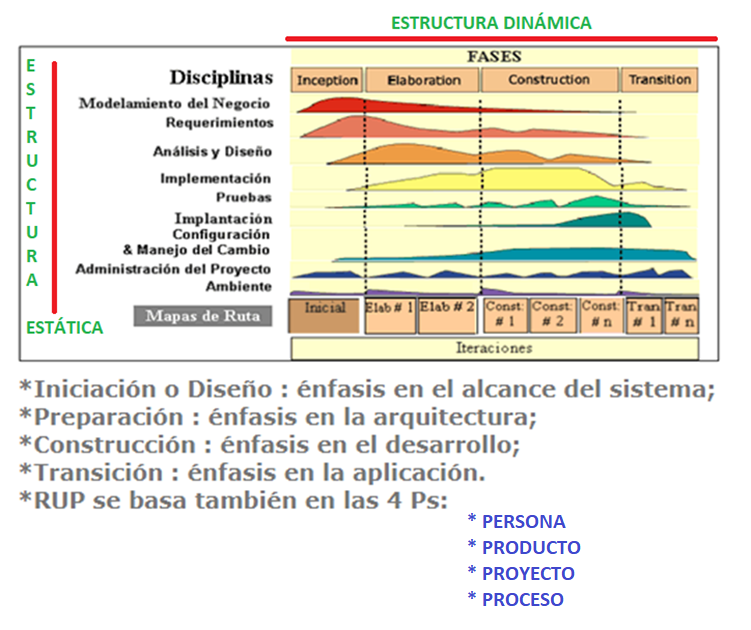 ESTRUCTURA DINÁMICA
ESTRUCTURA
ESTÁTICA
FASES
Disciplinas
Inception
Elaboration
Construction
Transition
Modelamiento del Negocio
Requerimientos
Análisis y Diseño
Implementación
Pruebas
Implantación
Configuración
& Manejo del Cambio
Administración del Proyecto
Ambiente
Mapas de Ruta
Inicial
Elab # 1
Elab # 2
Const:
# 1
Const:
# 2
Const:
# n
Tran
# 1
Tran
# n
Iteraciones
*Iniciación o Diseño : énfasis en el alcance del sistema;
*Preparación : énfasis en la arquitectura;
*Construcción : énfasis en el desarrollo;
*Transición : énfasis en la aplicación.
*RUP se basa también en las 4 Ps:
* PERSONA
* PRODUCTO
* PROYECTO
* PROCESO